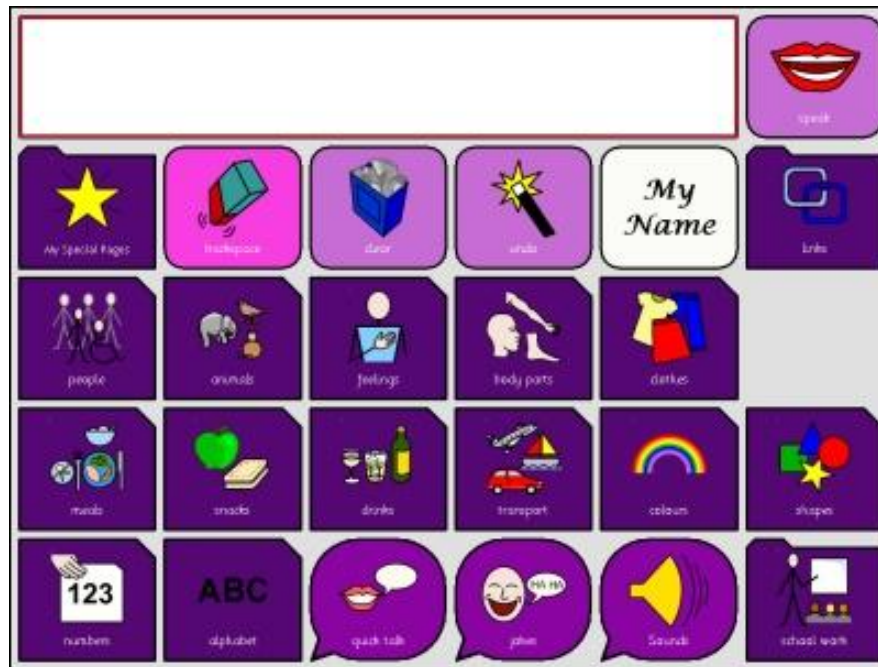 speak
My Special Pages
backspace
clear
undo
My
Name
links
people
animals
feelings
body parts
clothes
meals
snacks
drinks
transport
colours
shapes
123
numbers
ABC
alphabet
quick talk
HA HA
jokes
Sounds
school work